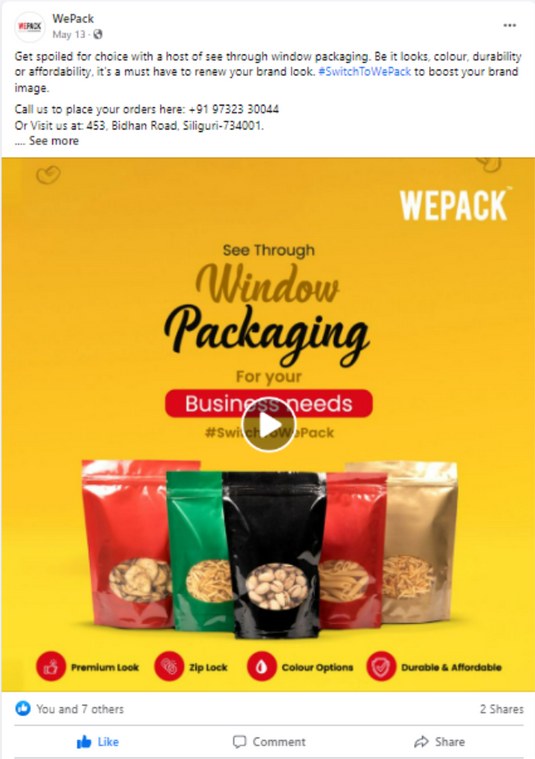 WEPACK
WePack
May 13 ·
Get spoiled for choice with a host of see through window packaging. Be it looks, colour, durability
or affordability, it's a must have to renew your brand look. #SwitchToWePack to boost your brand
image.
Call us to place your orders here: +91 97323 30044
Or Visit us at: 453, Bidhan Road, Siliguri-734001.
.... See more
WEPACK™
See Through
Window
Packaging
For your
Business needs
#SwitchToWePack
Premium Look
Zip Lock
Colour Options
Durable & Affordable
You and 7 others
2 Shares
Like
Comment
Share